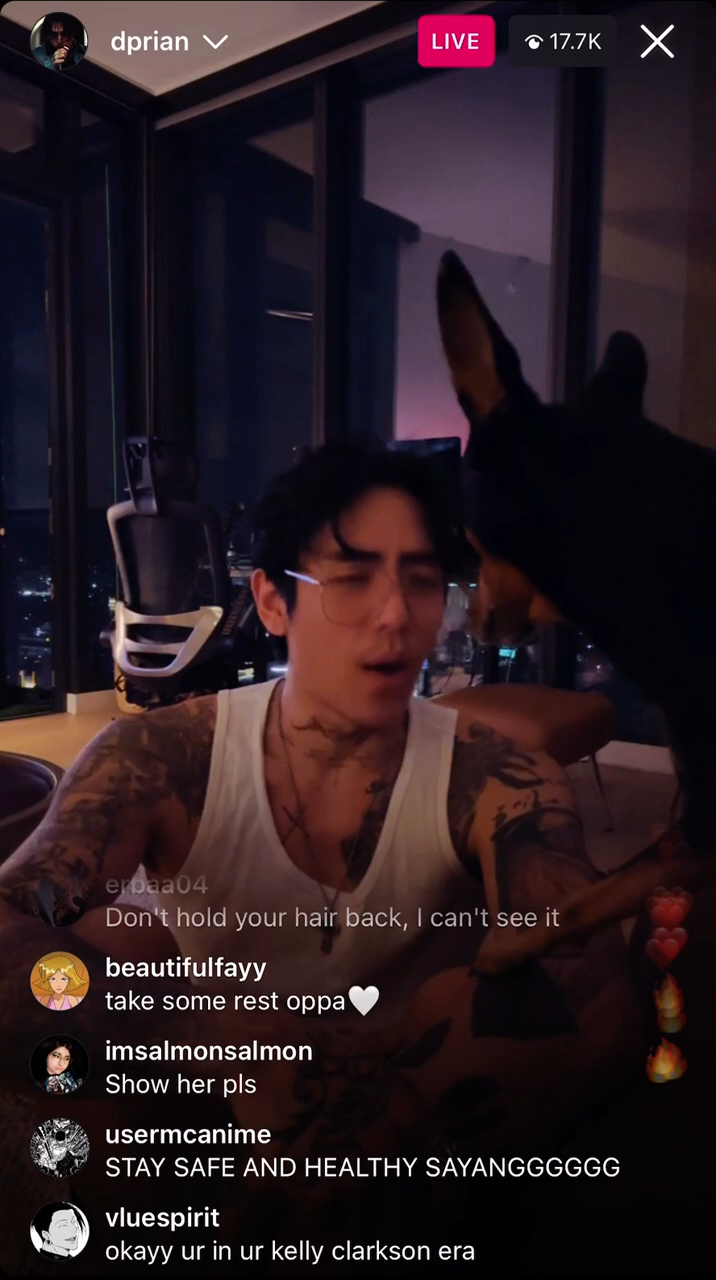 dprian
LIVE
17.7K
erbaa04
Don't hold your hair back, I can't see it
beautifulfayy
take some rest oppa🤍
imsalmonsalmon
Show her pls
usermcanime
STAY SAFE AND HEALTHY SAYANGGGGGG
vluespirit
okayy ur in ur kelly clarkson era